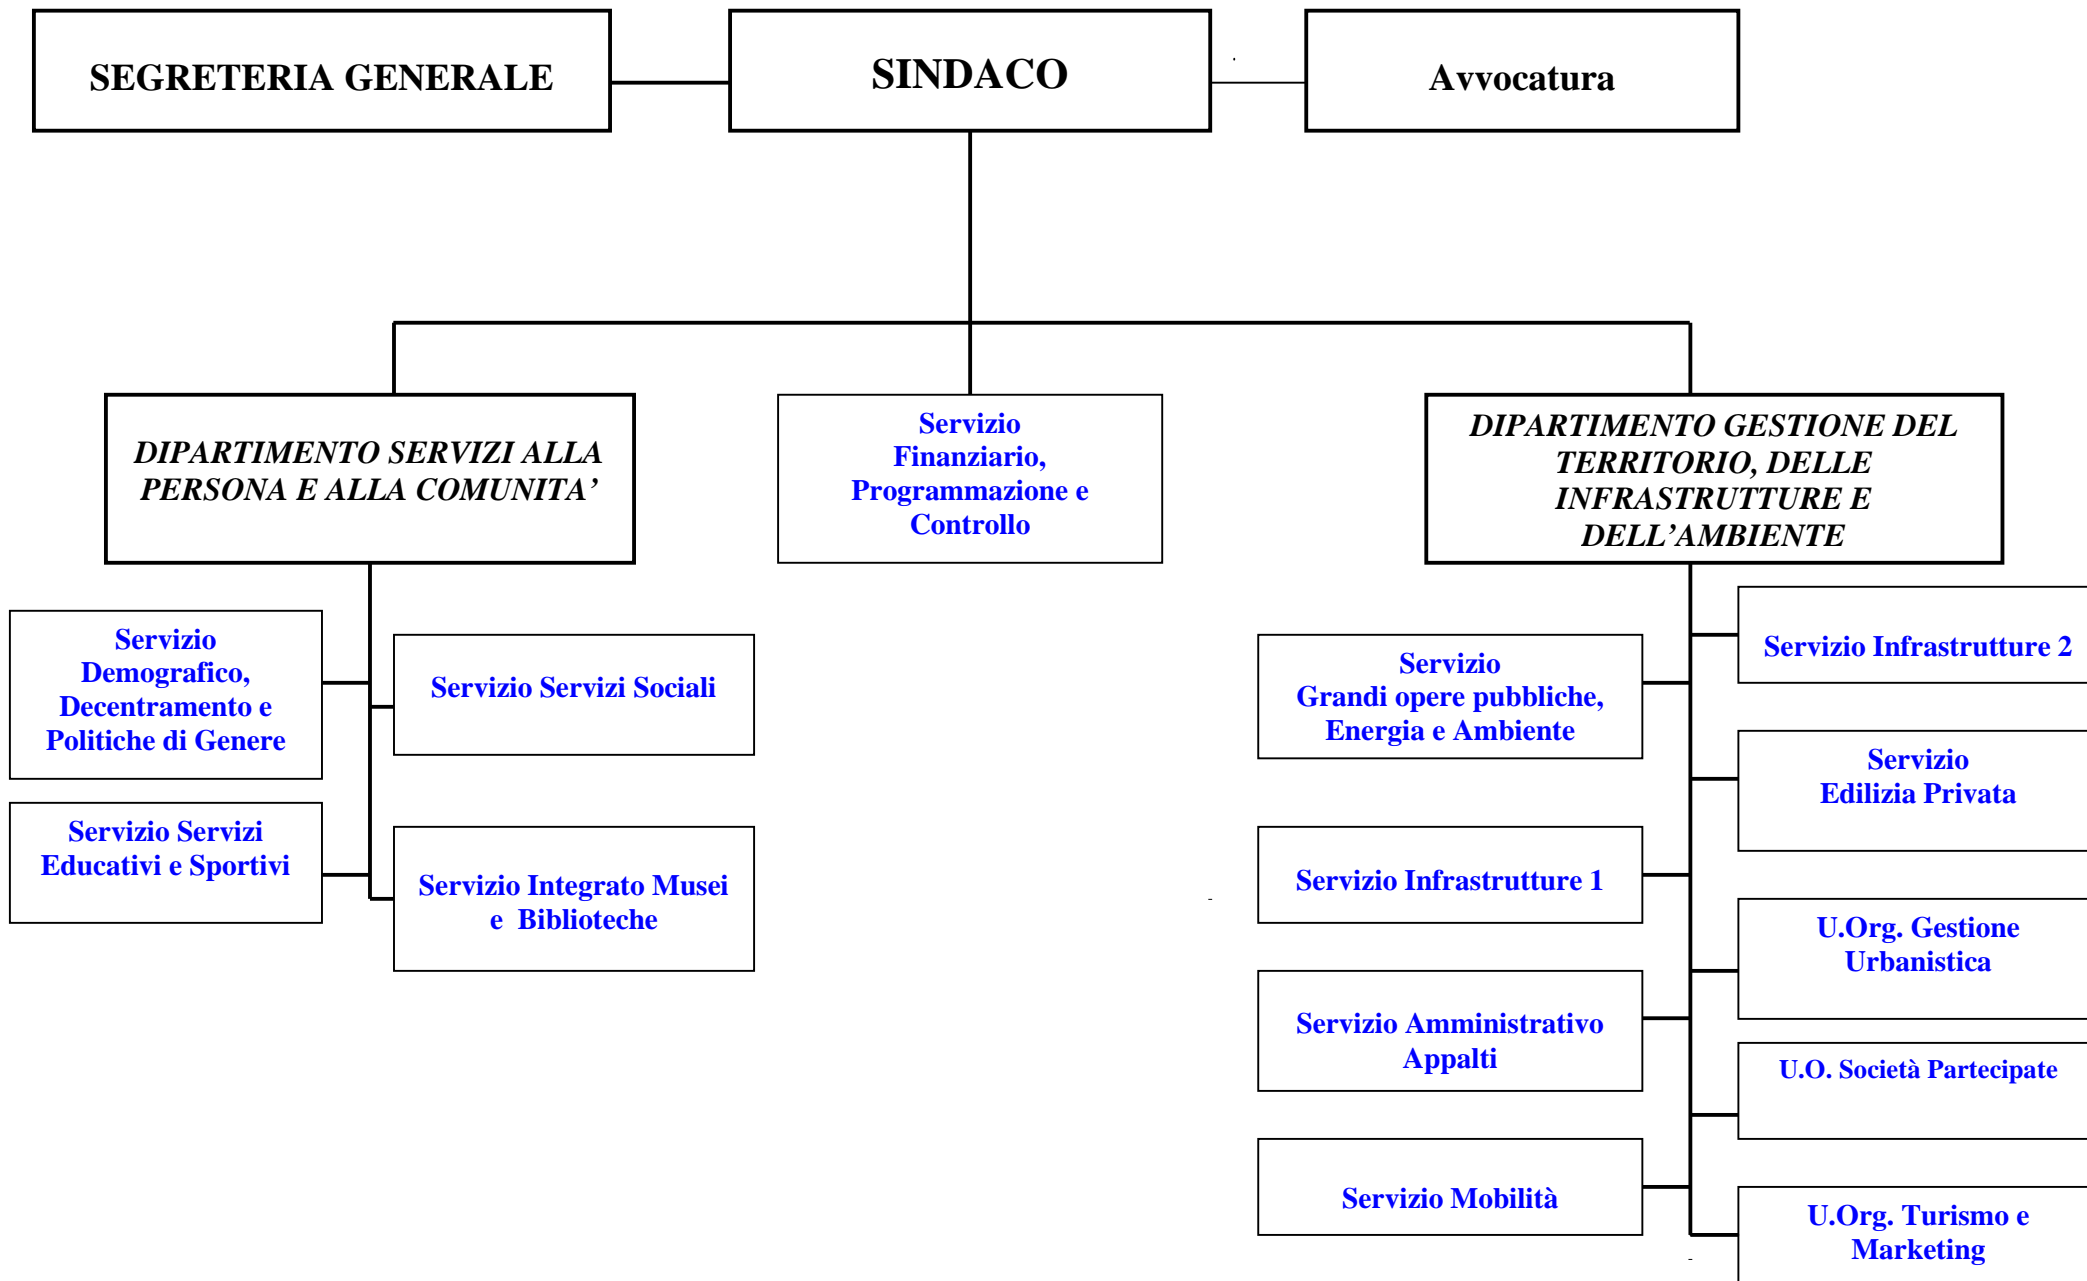 SEGRETERIA GENERALE
SINDACO
Avvocatura
DIPARTIMENTO SERVIZI ALLA
PERSONA E ALLA COMUNITA’
Servizio
Finanziario,
Programmazione e
Controllo
DIPARTIMENTO GESTIONE DEL
TERRITORIO, DELLE
INFRASTRUTTURE E
DELL’AMBIENTE
Servizio
Demografico,
Decentramento e
Politiche di Genere
Servizio Servizi Sociali
Servizio Servizi
Educativi e Sportivi
Servizio Integrato Musei
e Biblioteche
Servizio
Grandi opere pubbliche,
Energia e Ambiente
Servizio Infrastrutture 2
Servizio
Edilizia Privata
Servizio Infrastrutture 1
U.Org. Gestione
Urbanistica
Servizio Amministrativo
Appalti
U.O. Società Partecipate
Servizio Mobilità
U.Org. Turismo e
Marketing